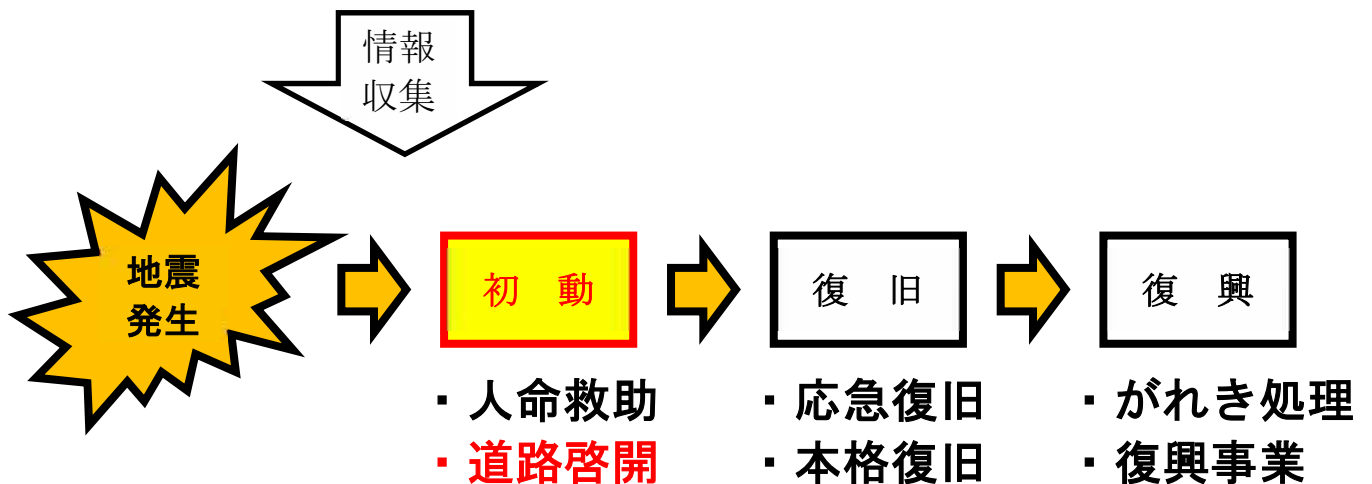 情報
収集
地震
発生
初　動
復　旧
復　興
・人命救助
・道路啓開
・応急復旧
・本格復旧
・がれき処理
・復興事業